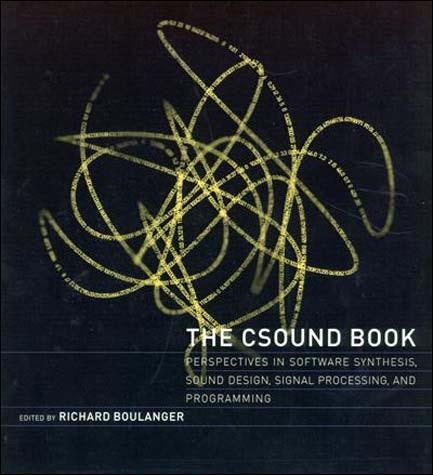 THE CSOUND BOOK
PERSPECTIVES IN SOFTWARE SYNTHESIS,
SOUND DESIGN, SIGNAL PROCESSING, AND
PROGRAMMING
EDITED BY RICHARD BOULANGER